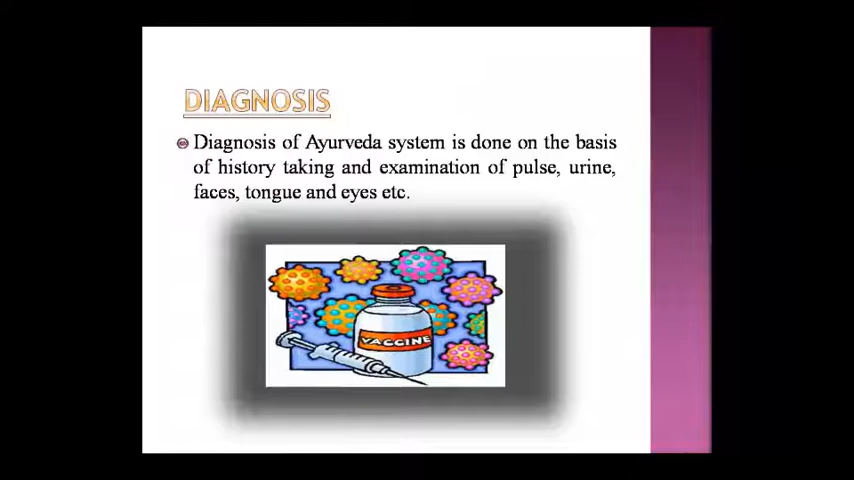 DIAGNOSIS
Diagnosis of Ayurveda system is done on the basis
of history taking and examination of pulse, urine,
faces, tongue and eyes etc.
VACCINE